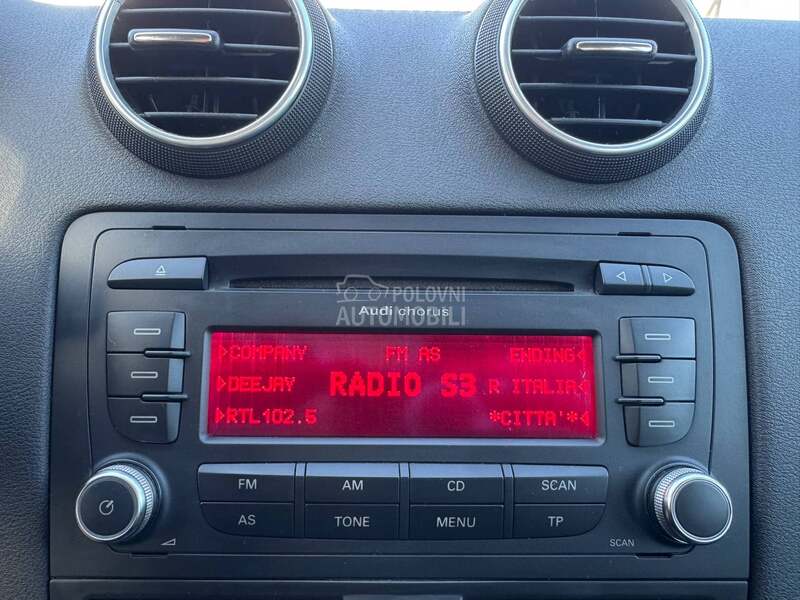 POLOVNI
AUTOMOBILI
Audi chorus
COMPANY FM AS ENDING
DEEJAY RADIO S3 R ITALIA
RTL102.5 *CITTA'*
FM AM CD SCAN
AS TONE MENU TP
SCAN